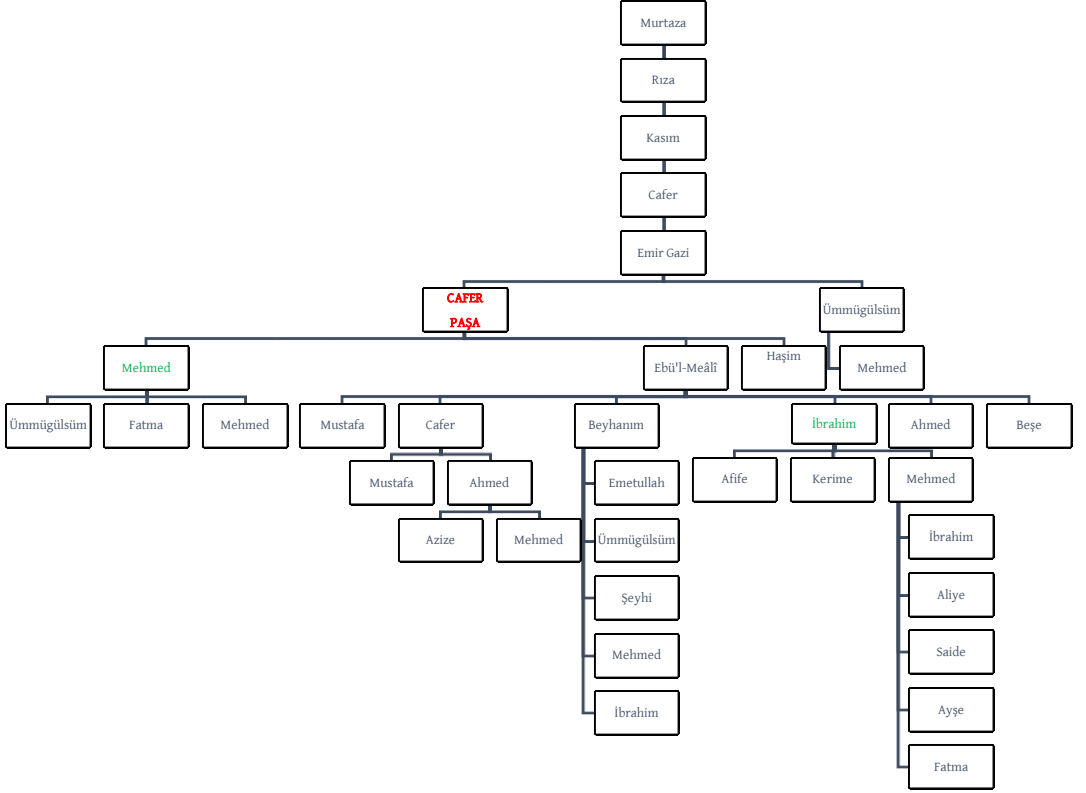 Murtaza
Rıza
Kasım
Cafer
Emir Gazi
CAFER
PAŞA
Ümmügülsüm
Mehmed
Ebü'l-Meâlî
Haşim
Mehmed
Ümmügülsüm
Fatma
Mehmed
Mustafa
Cafer
Beyhanım
İbrahim
Ahmed
Beşe
Mustafa
Ahmed
Emetullah
Afife
Kerime
Mehmed
Azize
Mehmed
Ümmügülsüm
İbrahim
Şeyhi
Aliye
Mehmed
Saide
İbrahim
Ayşe
Fatma